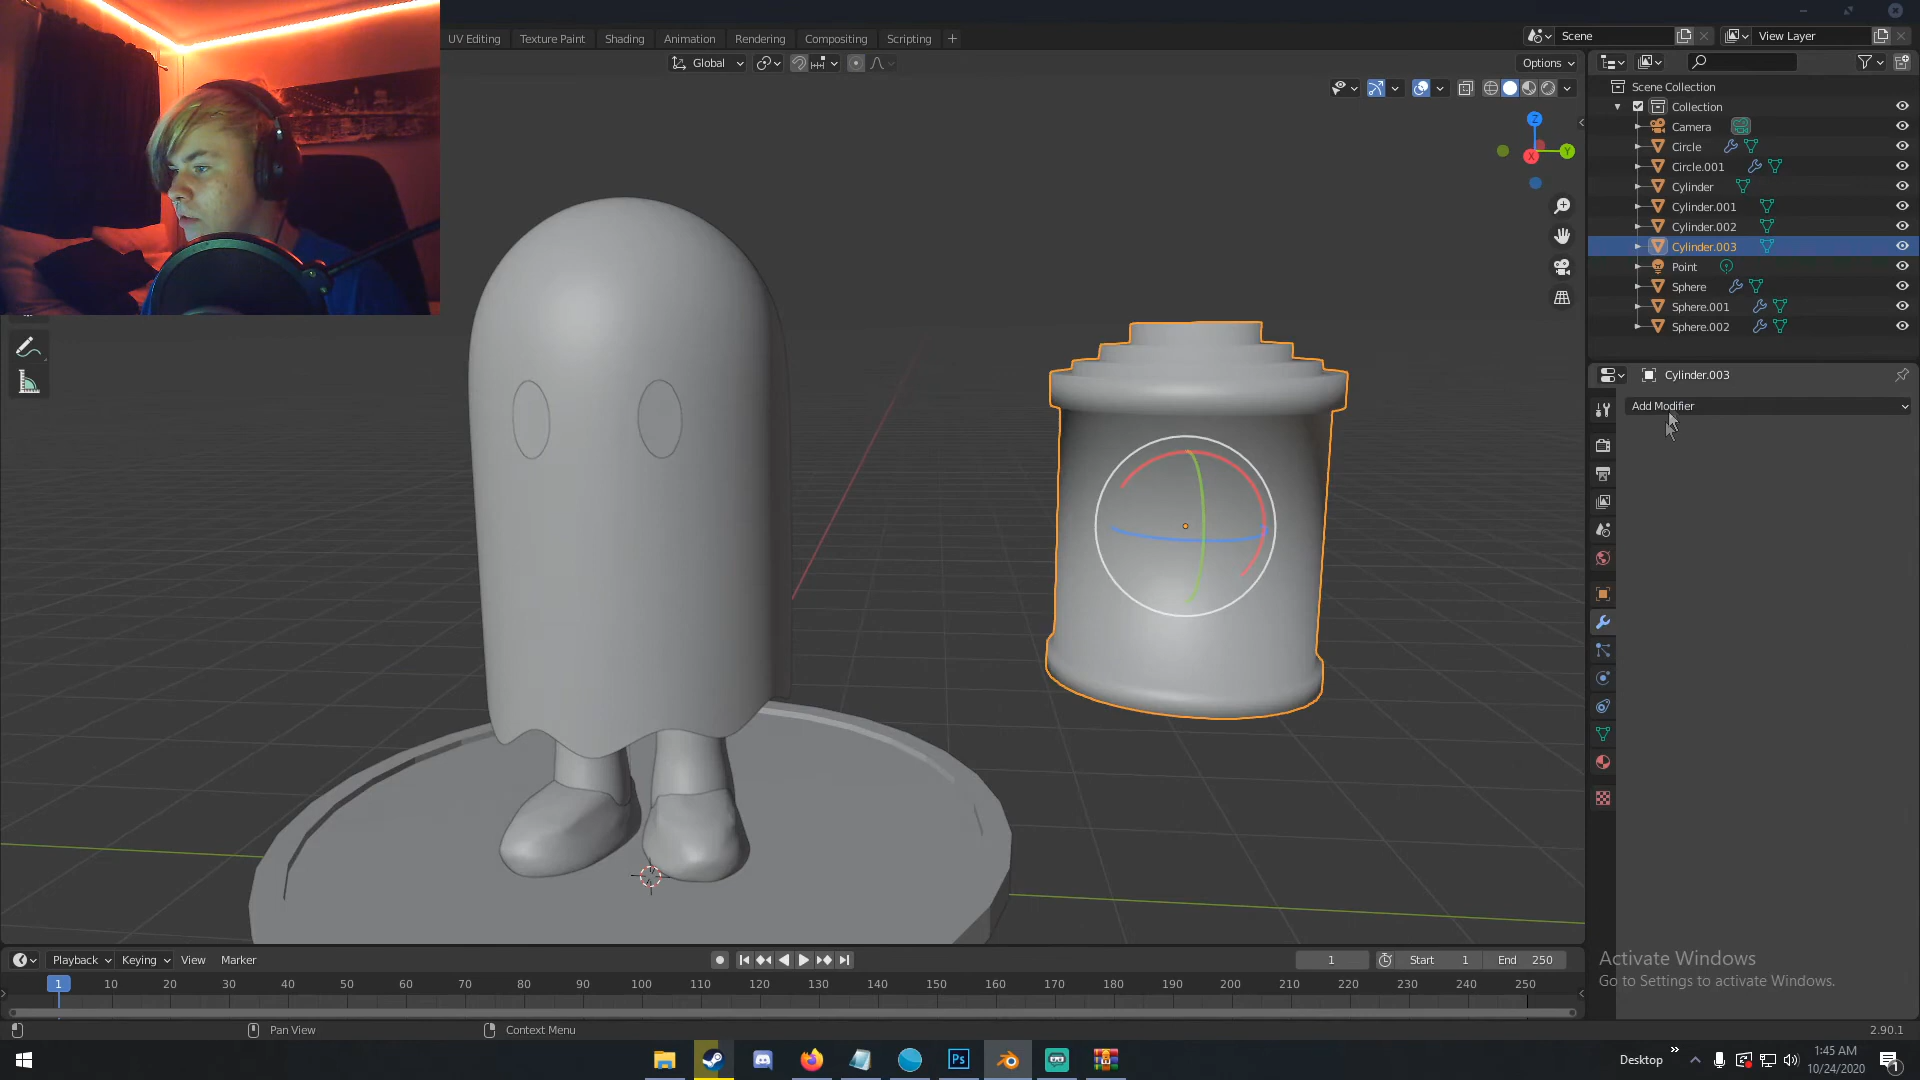 UV Editing Texture Paint Shading Animation Rendering Compositing Scripting +
Scene
View Layer
Global
Options
Scene Collection
Collection
Camera
Circle
Circle.001
Cylinder
Cylinder.001
Cylinder.002
Cylinder.003
Point
Sphere
Sphere.001
Sphere.002
Z
Y
X
Cylinder.003
Add Modifier
Activate Windows
Go to Settings to activate Windows.
Playback Keying View Marker
1 Start 1 End 250
1 10 20 30 40 50 60 70 80 90 100 110 120 130 140 150 160 170 180 190 200 210 220 230 240 250
Pan View Context Menu 2.90.1
Ps
Desktop
1:45 AM
10/24/2020
1